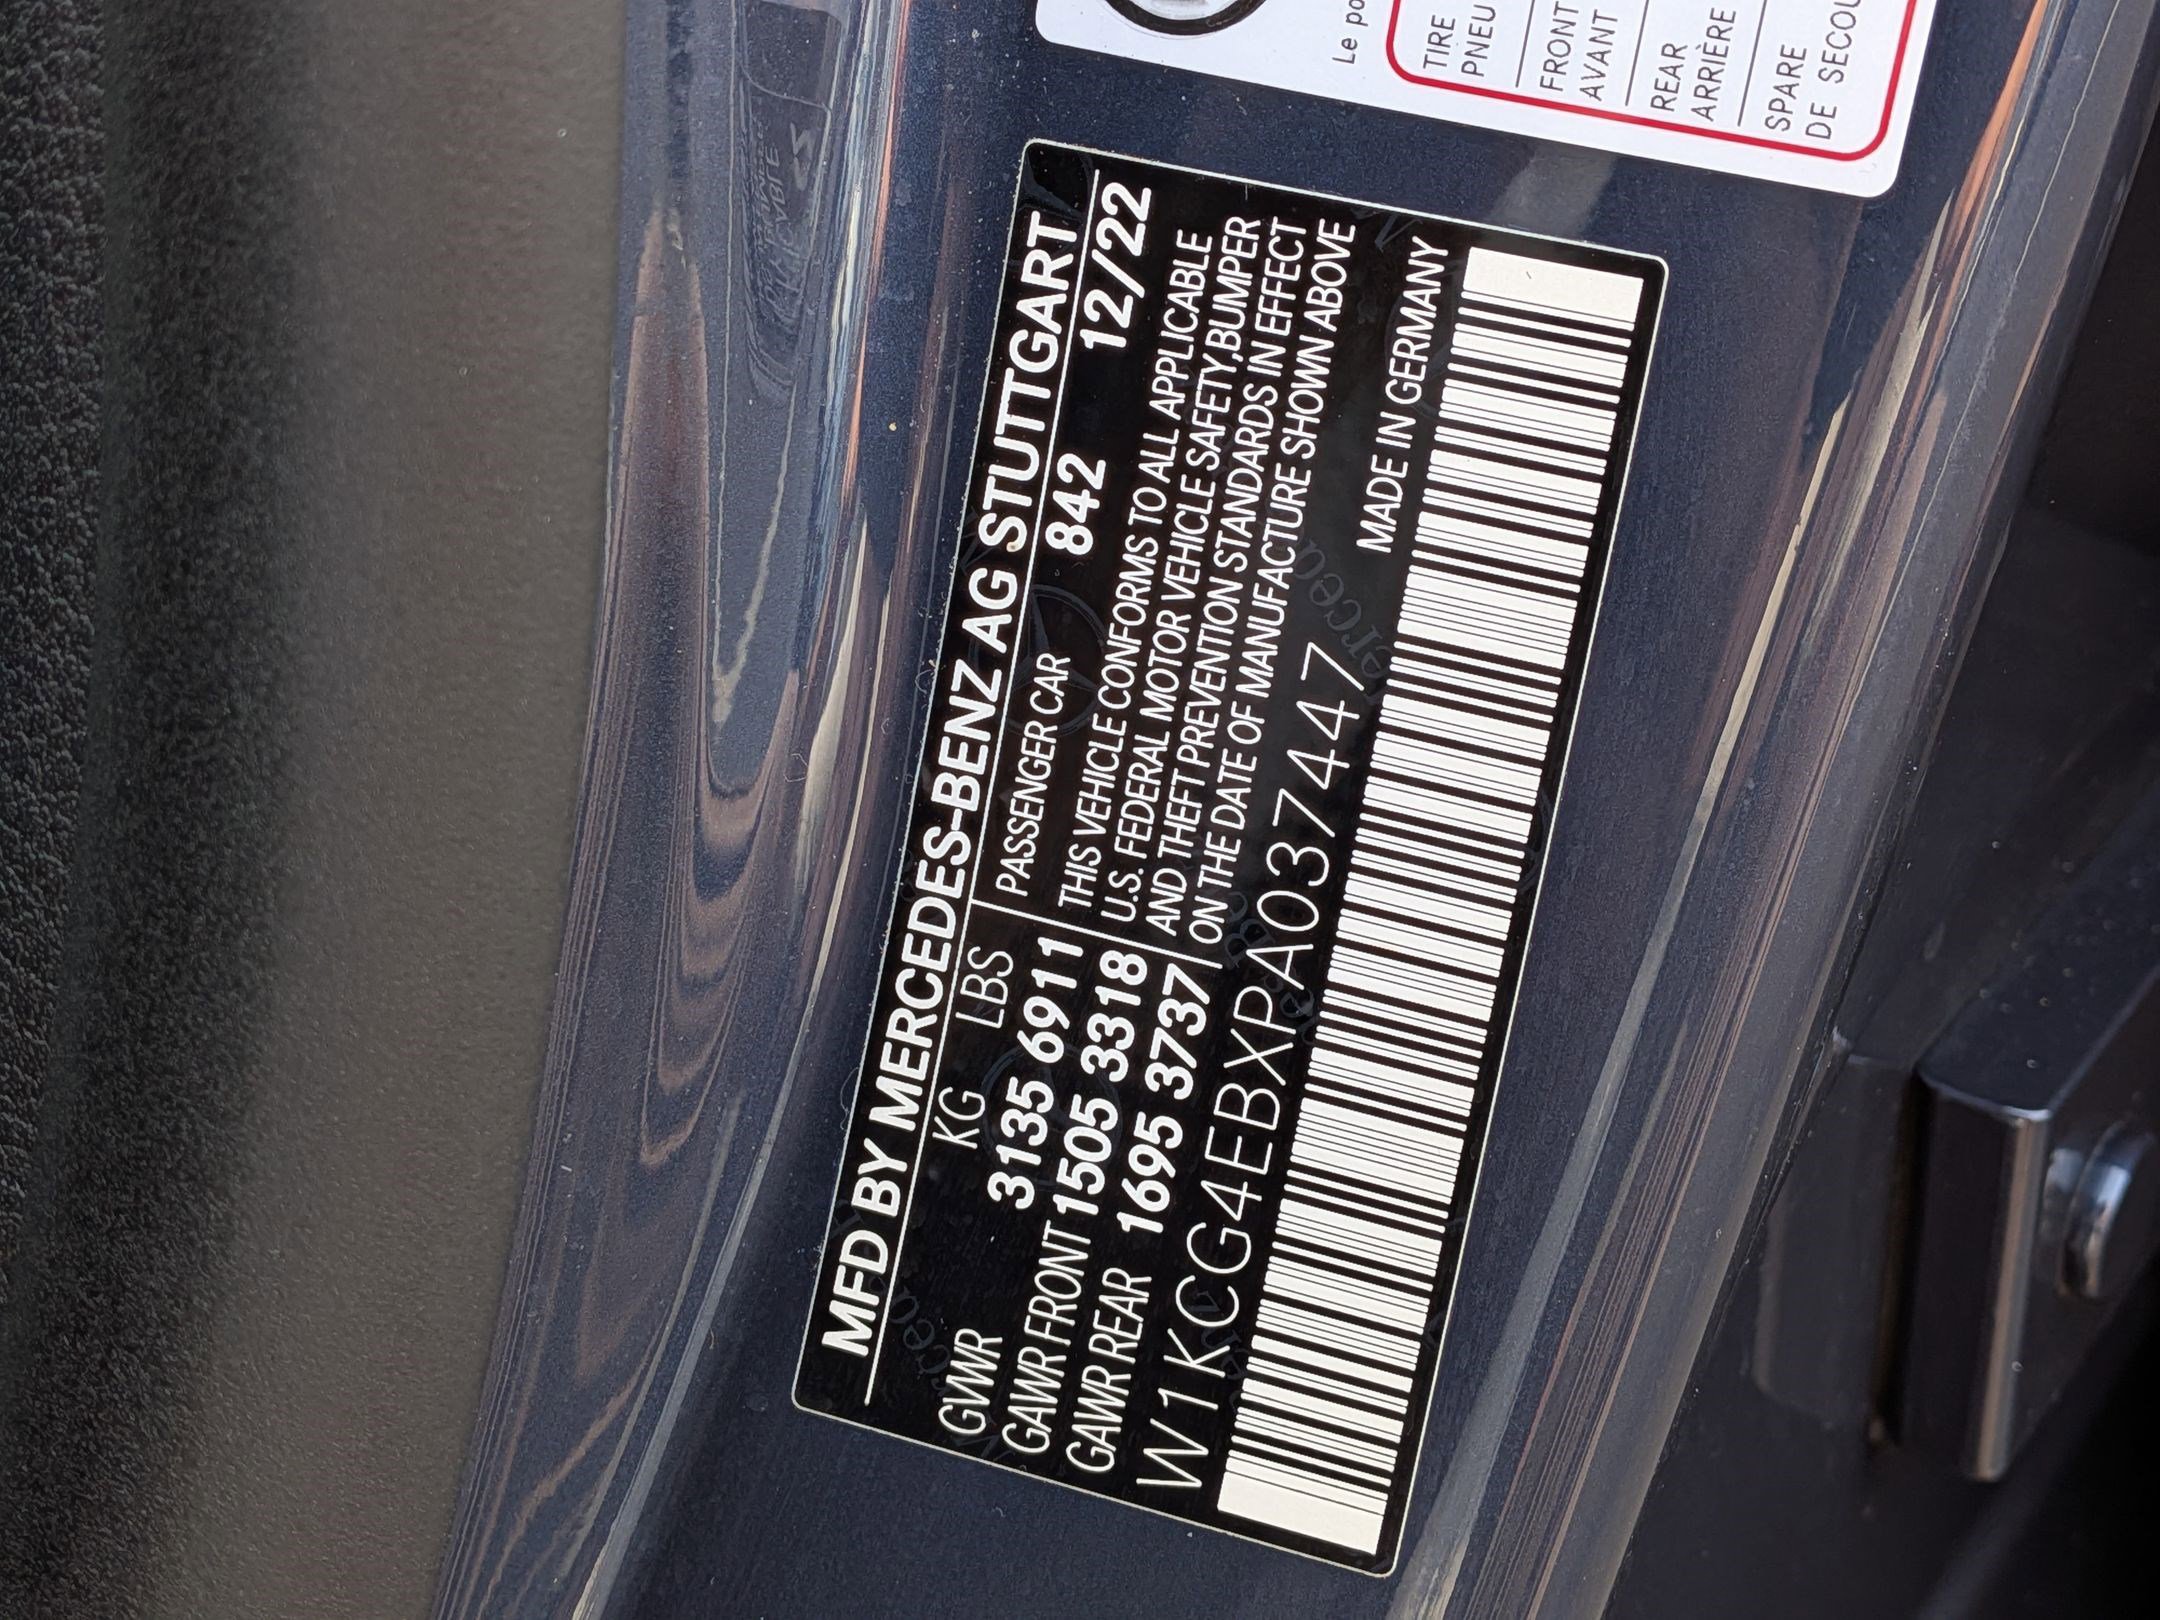 MFD BY MERCEDES-BENZ AG STUTTGART
KG LBS
PASSENGER CAR 842 12/22
GVWR 3135 6911
GAWR FRONT 1505 3318
GAWR REAR 1695 3737
THIS VEHICLE CONFORMS TO ALL APPLICABLE
U.S. FEDERAL MOTOR VEHICLE SAFETY,BUMPER
AND THEFT PREVENTION STANDARDS IN EFFECT
ON THE DATE OF MANUFACTURE SHOWN ABOVE
MADE IN GERMANY
W1KCG4EBXPA037447
Le
TIRE
PNEU
FRONT
AVANT
REAR
ARRIÈRE
SPARE
DE